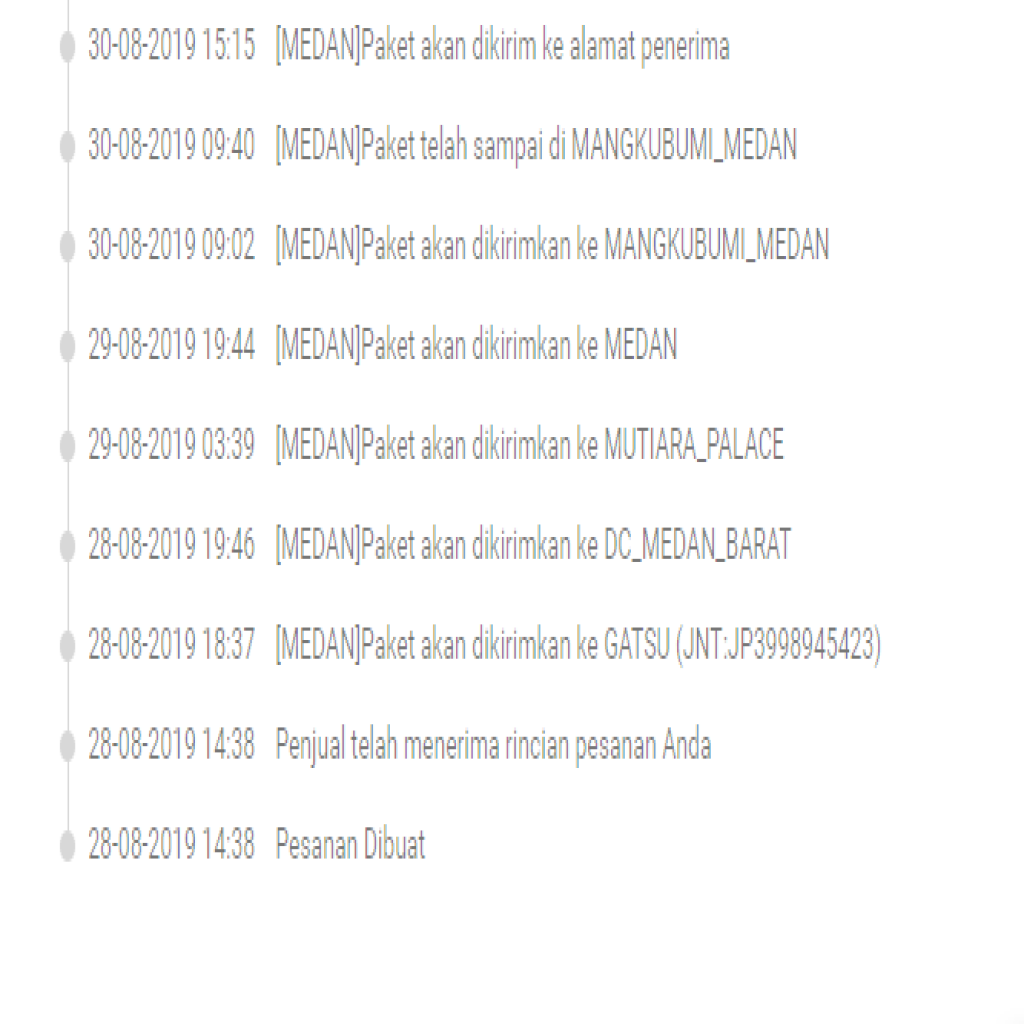 30-08-2019 15:15 [MEDAN]Paket akan dikirim ke alamat penerima
30-08-2019 09:40 [MEDAN]Paket telah sampai di MANGKUBUMI_MEDAN
30-08-2019 09:02 [MEDAN]Paket akan dikirimkan ke MANGKUBUMI_MEDAN
29-08-2019 19:44 [MEDAN]Paket akan dikirimkan ke MEDAN
29-08-2019 03:39 [MEDAN]Paket akan dikirimkan ke MUTIARA_PALACE
28-08-2019 19:46 [MEDAN]Paket akan dikirimkan ke DC_MEDAN_BARAT
28-08-2019 18:37 [MEDAN]Paket akan dikirimkan ke GATSU (JNT:JP3998945423)
28-08-2019 14:38 Penjual telah menerima rincian pesanan Anda
28-08-2019 14:38 Pesanan Dibuat